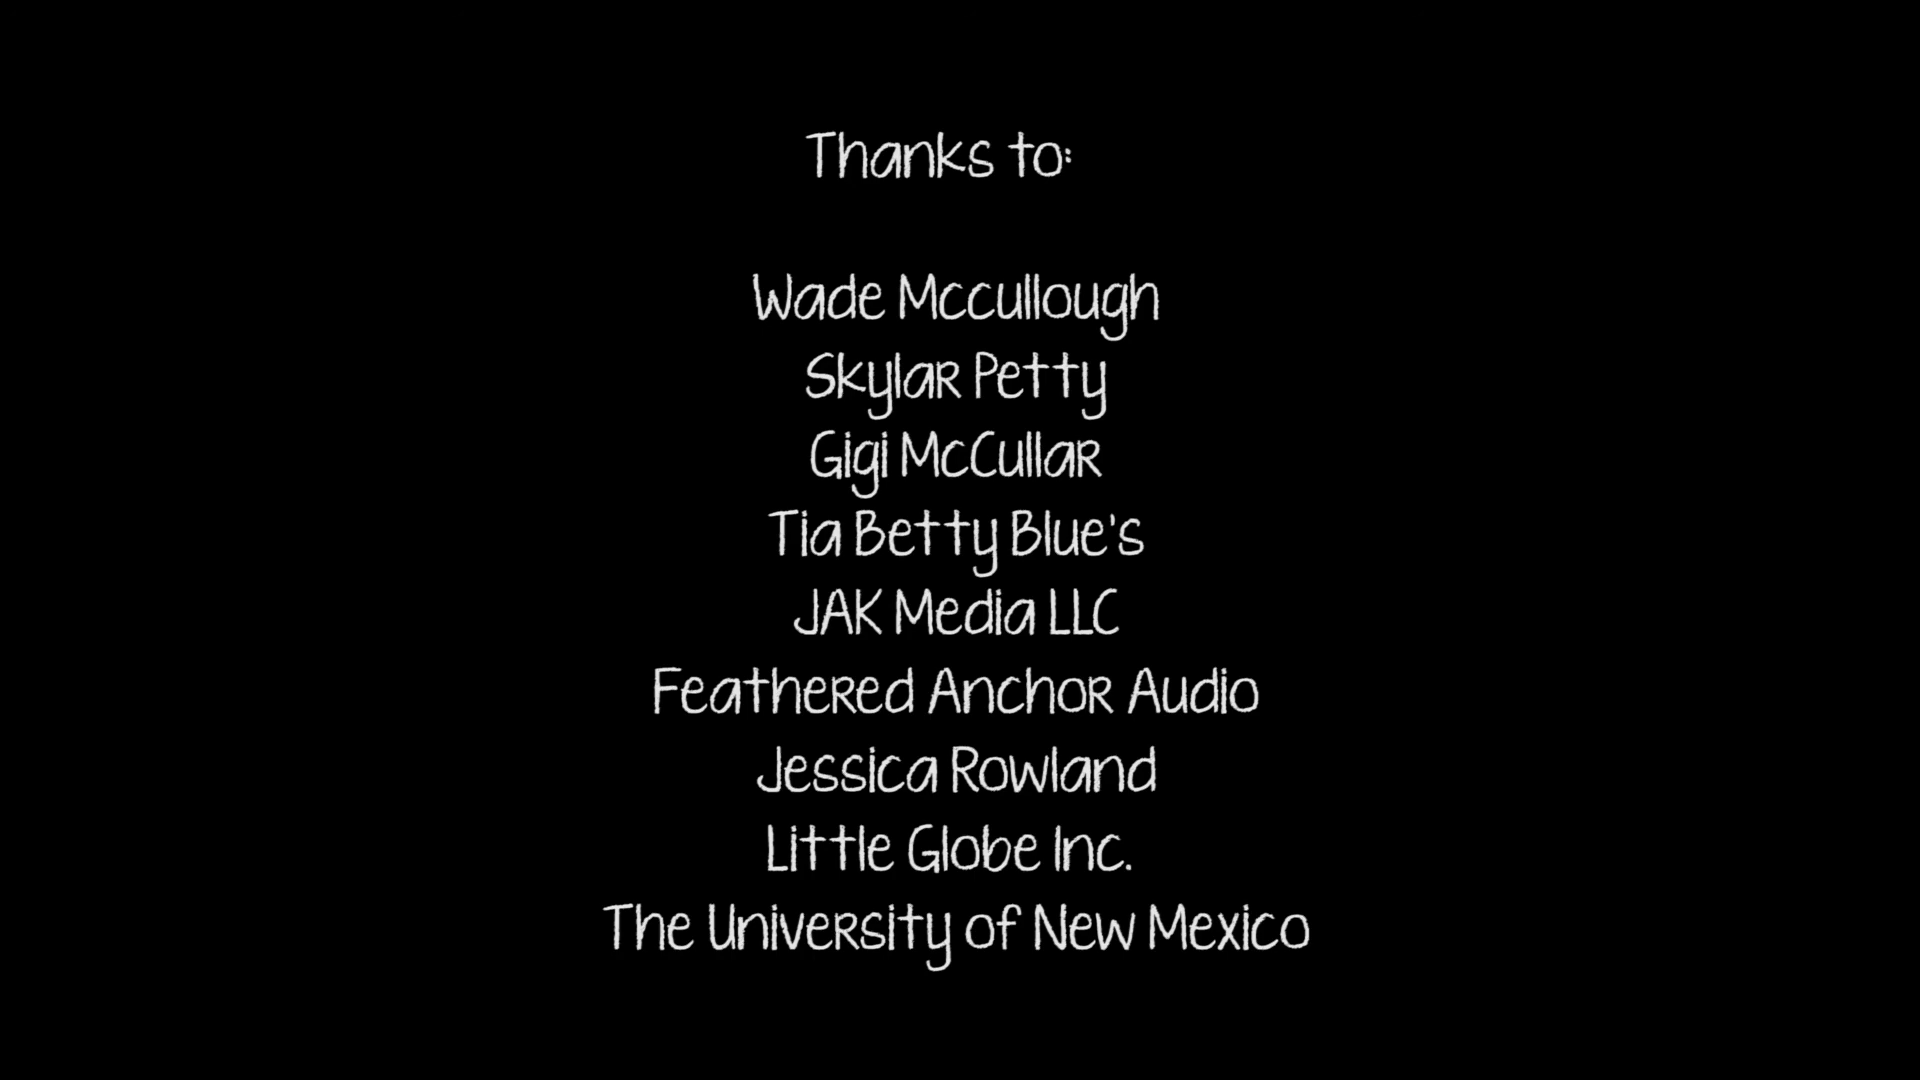 Thanks to:
Wade Mccullough
Skylar Petty
Gigi McCullar
Tia Betty Blue's
JAK Media LLC
Feathered Anchor Audio
Jessica Rowland
Little Globe Inc.
The University of New Mexico